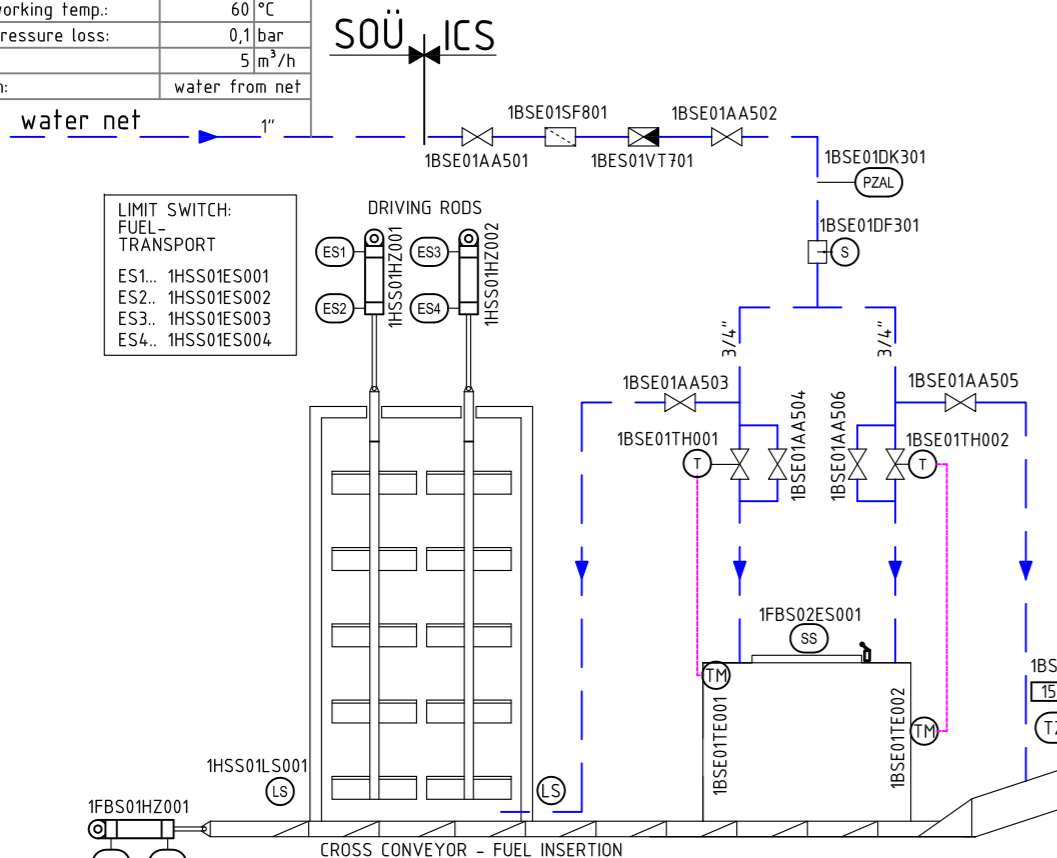 working temp.: 60 °C
pressure loss: 0,1 bar
5 m³/h
water from net
SOÜ ICS
water net
1"
1BSE01AA501
1BSE01SF801
1BES01VT701
1BSE01AA502
1BSE01DK301
PZAL
1BSE01DF301
S
LIMIT SWITCH:
FUEL-
TRANSPORT
ES1... 1HSS01ES001
ES2.. 1HSS01ES002
ES3.. 1HSS01ES003
ES4.. 1HSS01ES004
DRIVING RODS
ES1
ES2
1HSS01HZ001
ES3
ES4
1HSS01HZ002
3/4"
3/4"
1BSE01AA503
1BSE01AA505
1BSE01TH001
T
1BSE01AA504
1BSE01AA506
1BSE01TH002
T
1FBS02ES001
SS
TM
1BSE01TE001
1BSE01TE002
TM
1BS
15
TZ
1HSS01LS001
LS
LS
1FBS01HZ001
CROSS CONVEYOR - FUEL INSERTION